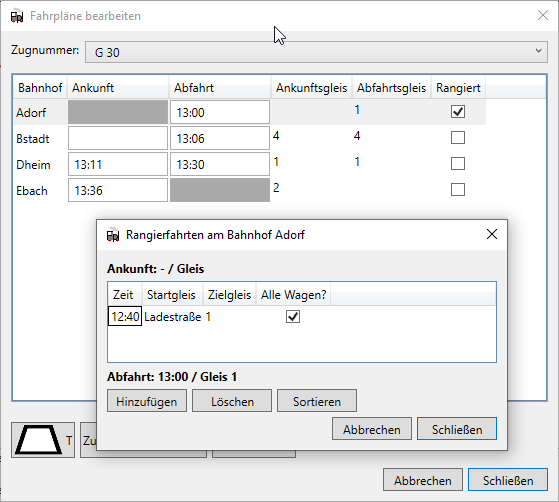 Fahrpläne bearbeiten
Zugnummer: G 30
Bahnhof Ankunft Abfahrt Ankunftsgleis Abfahrtsgleis Rangiert
Adorf 13:00 1
Bstadt 13:06 4 4
Dheim 13:11 13:30 1 1
Ebach 13:36 2
Rangierfahrten am Bahnhof Adorf
Ankunft: - / Gleis
Zeit Startgleis Zielgleis Alle Wagen?
12:40 Ladestraße 1
Abfahrt: 13:00 / Gleis 1
Hinzufügen Löschen Sortieren
Abbrechen Schließen
T Zu
Abbrechen Schließen